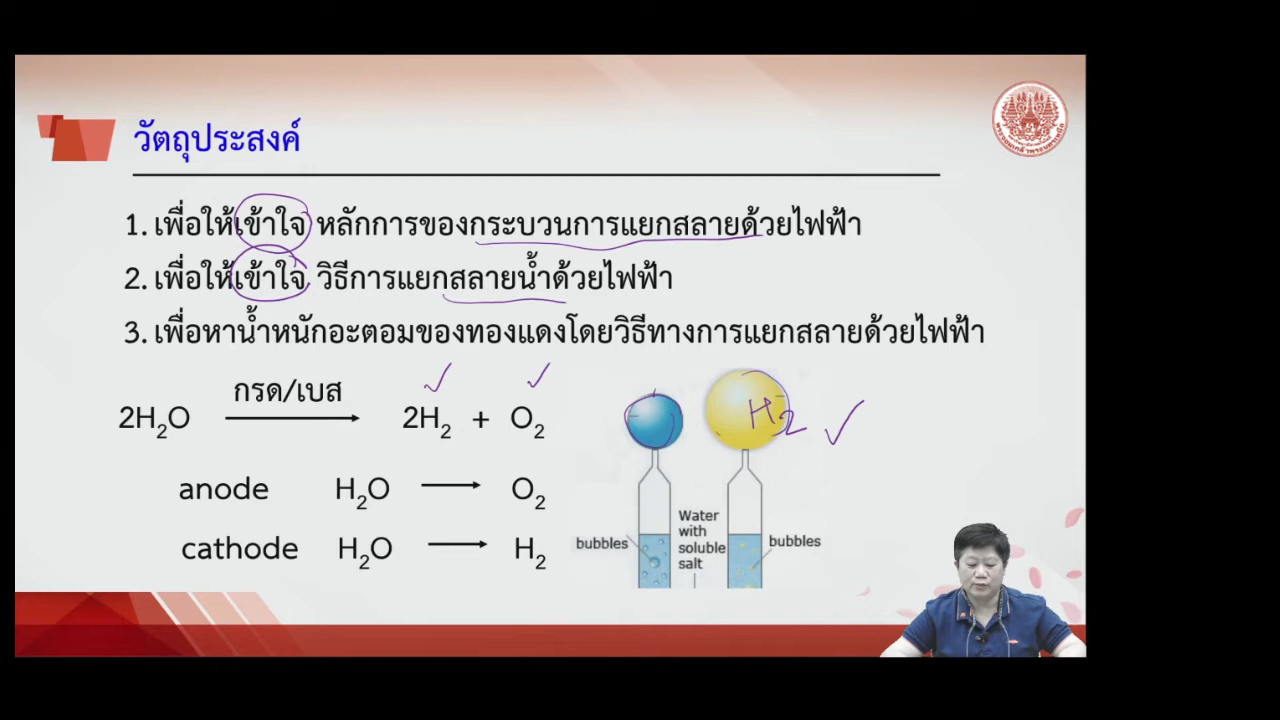 วัตถุประสงค์
1. เพื่อให้เข้าใจ หลักการของกระบวนการแยกสลายด้วยไฟฟ้า
2. เพื่อให้เข้าใจ วิธีการแยกสลายน้ำด้วยไฟฟ้า
3. เพื่อหาน้ำหนักอะตอมของทองแดงโดยวิธีทางการแยกสลายด้วยไฟฟ้า
กรด/เบส
2H₂O ⟶ 2H₂ + O₂
H₂
anode H₂O ⟶ O₂
cathode H₂O ⟶ H₂
bubbles
Water
with
soluble
salt
bubbles